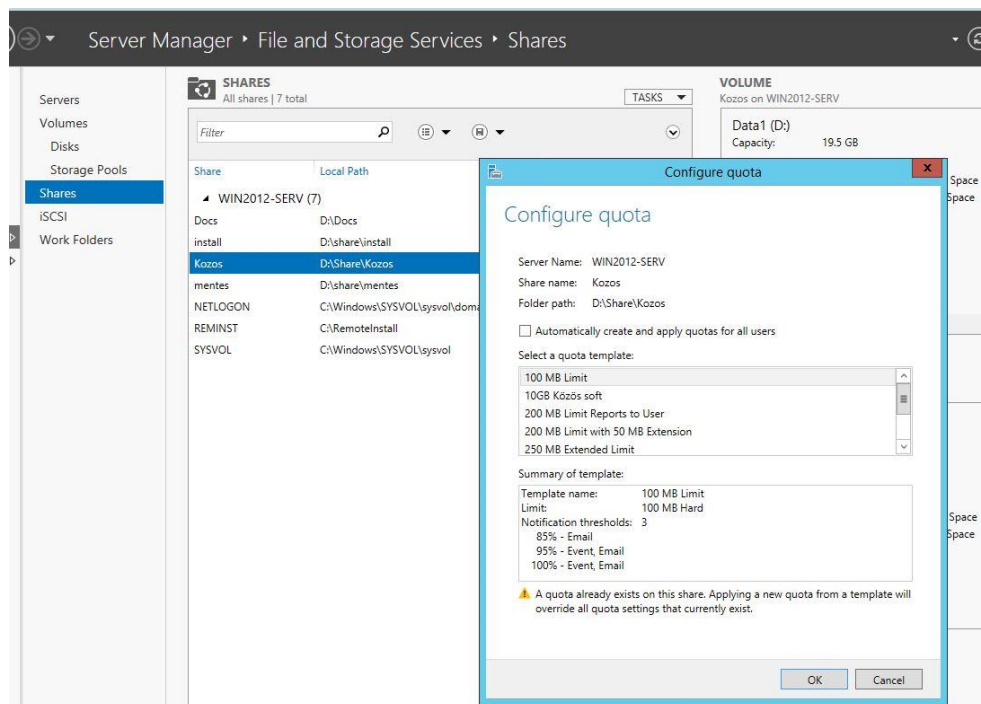 Server Manager ‣ File and Storage Services ‣ Shares
Servers
Volumes
Disks
Storage Pools
Shares
iSCSI
Work Folders
SHARES
All shares | 7 total
TASKS
Filter
Share Local Path
WIN2012-SERV (7)
Docs D:\Docs
install D:\share\install
Kozos D:\Share\Kozos
mentes D:\share\mentes
NETLOGON C:\Windows\SYSVOL\sysvol\doma
REMINST C:\RemoteInstall
SYSVOL C:\Windows\SYSVOL\sysvol
VOLUME
Kozos on WIN2012-SERV
Data1 (D:)
Capacity: 19.5 GB
Space
Space
Space
Space
Configure quota
x
Configure quota
Server Name: WIN2012-SERV
Share name: Kozos
Folder path: D:\Share\Kozos
Automatically create and apply quotas for all users
Select a quota template:
100 MB Limit
10GB Közös soft
200 MB Limit Reports to User
200 MB Limit with 50 MB Extension
250 MB Extended Limit
Summary of template:
Template name: 100 MB Limit
Limit: 100 MB Hard
Notification thresholds: 3
85% - Email
95% - Event, Email
100% - Event, Email
A quota already exists on this share. Applying a new quota from a template will
override all quota settings that currently exist.
OK Cancel